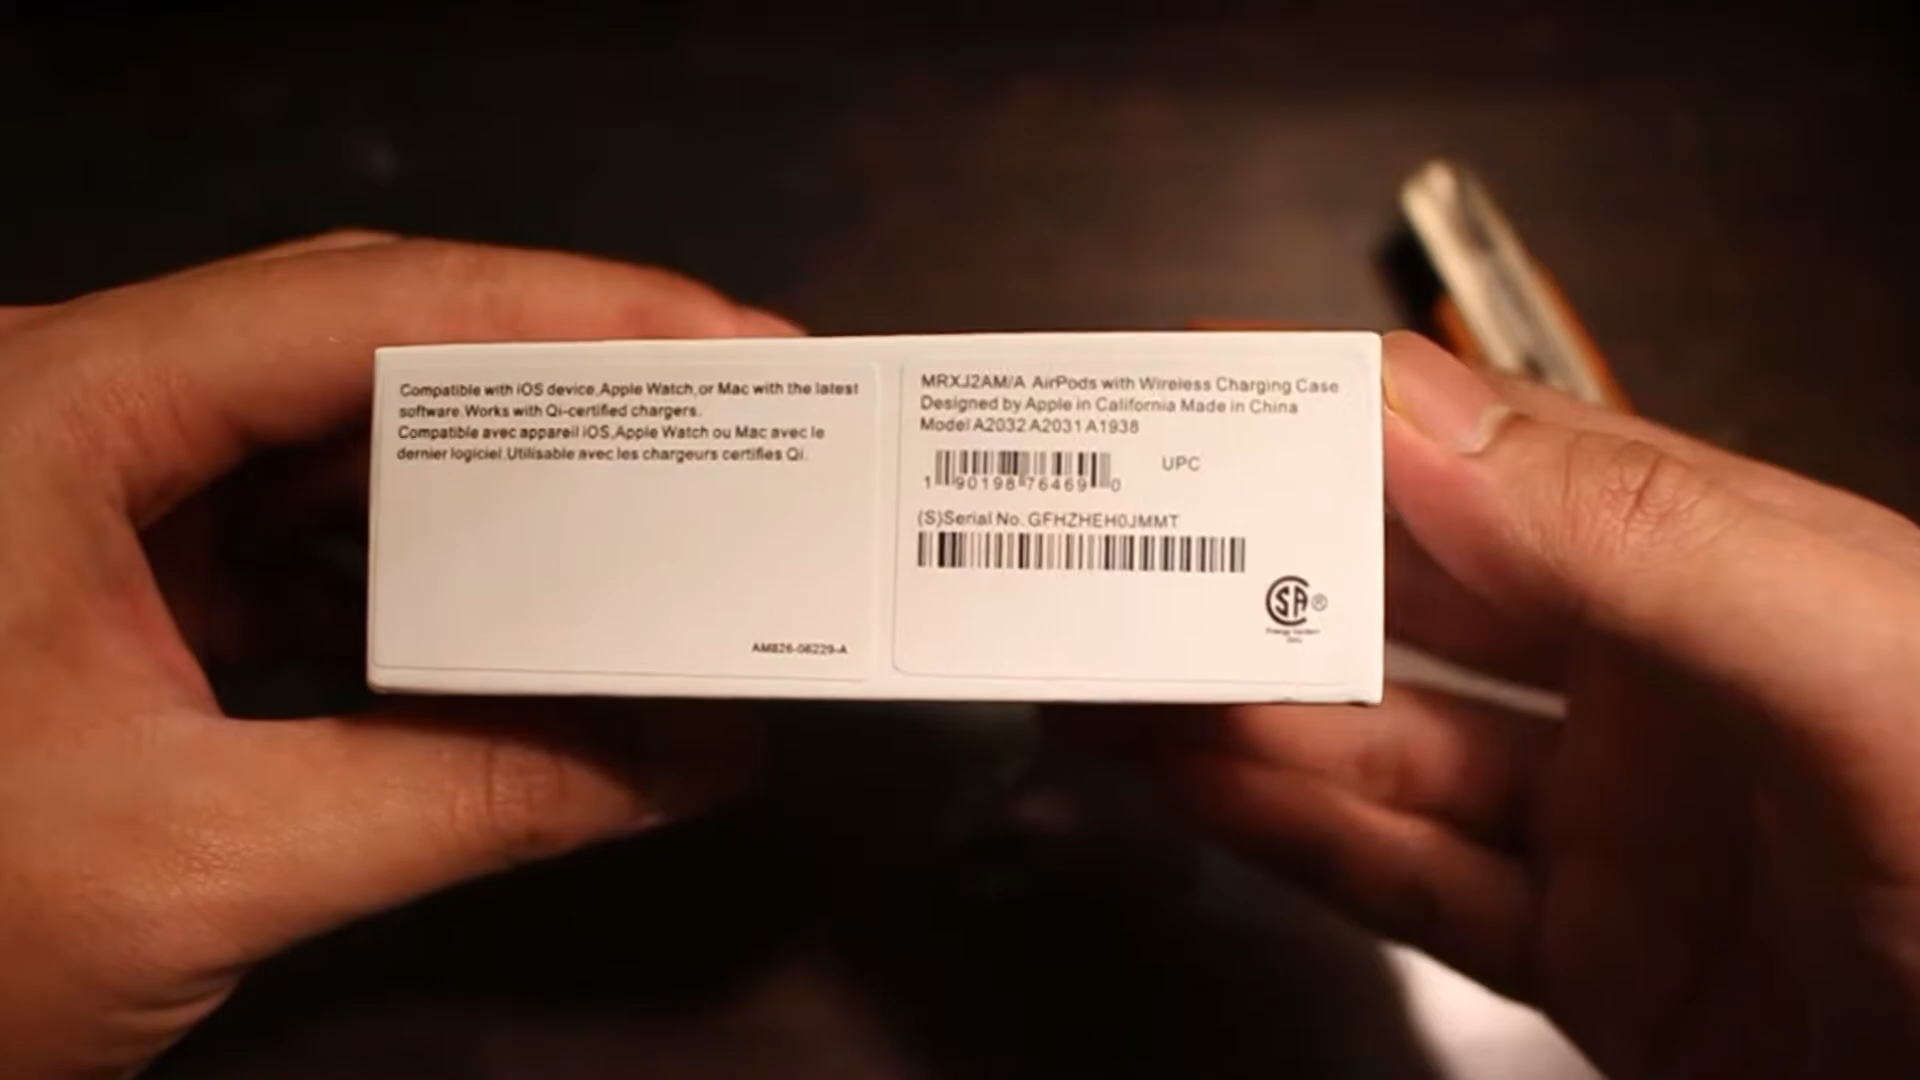 Compatible with iOS device,Apple Watch,or Mac with the latest
software.Works with Qi-certified chargers.
Compatible avec appareil iOS,Apple Watch ou Mac avec le
dernier logiciel.Utilisable avec les chargeurs certifies Qi.
AM826-06229-A
MRXJ2AM/A AirPods with Wireless Charging Case
Designed by Apple in California Made in China
Model A2032 A2031 A1938
UPC
1 90198 76469 0
(S)Serial No. GFHZHEH0JMMT
SA ®